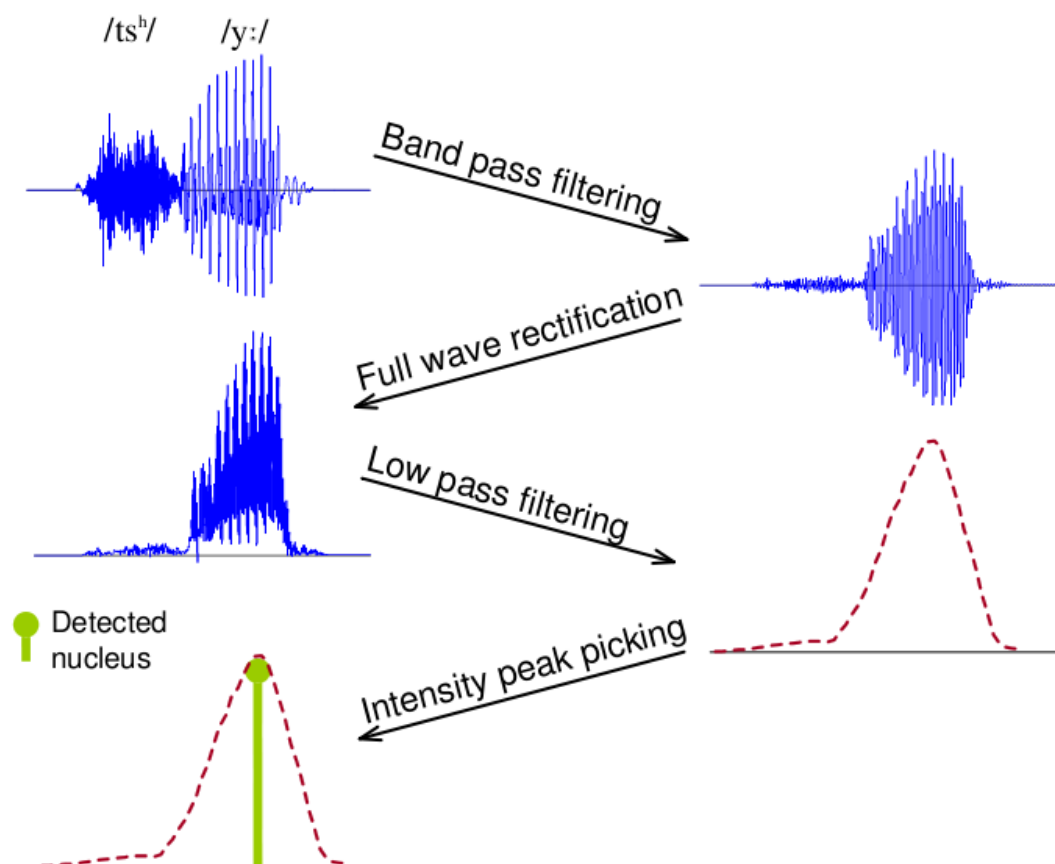 /tsʰ/ /yː/
Band pass filtering
Full wave rectification
Low pass filtering
Detected
nucleus
Intensity peak picking